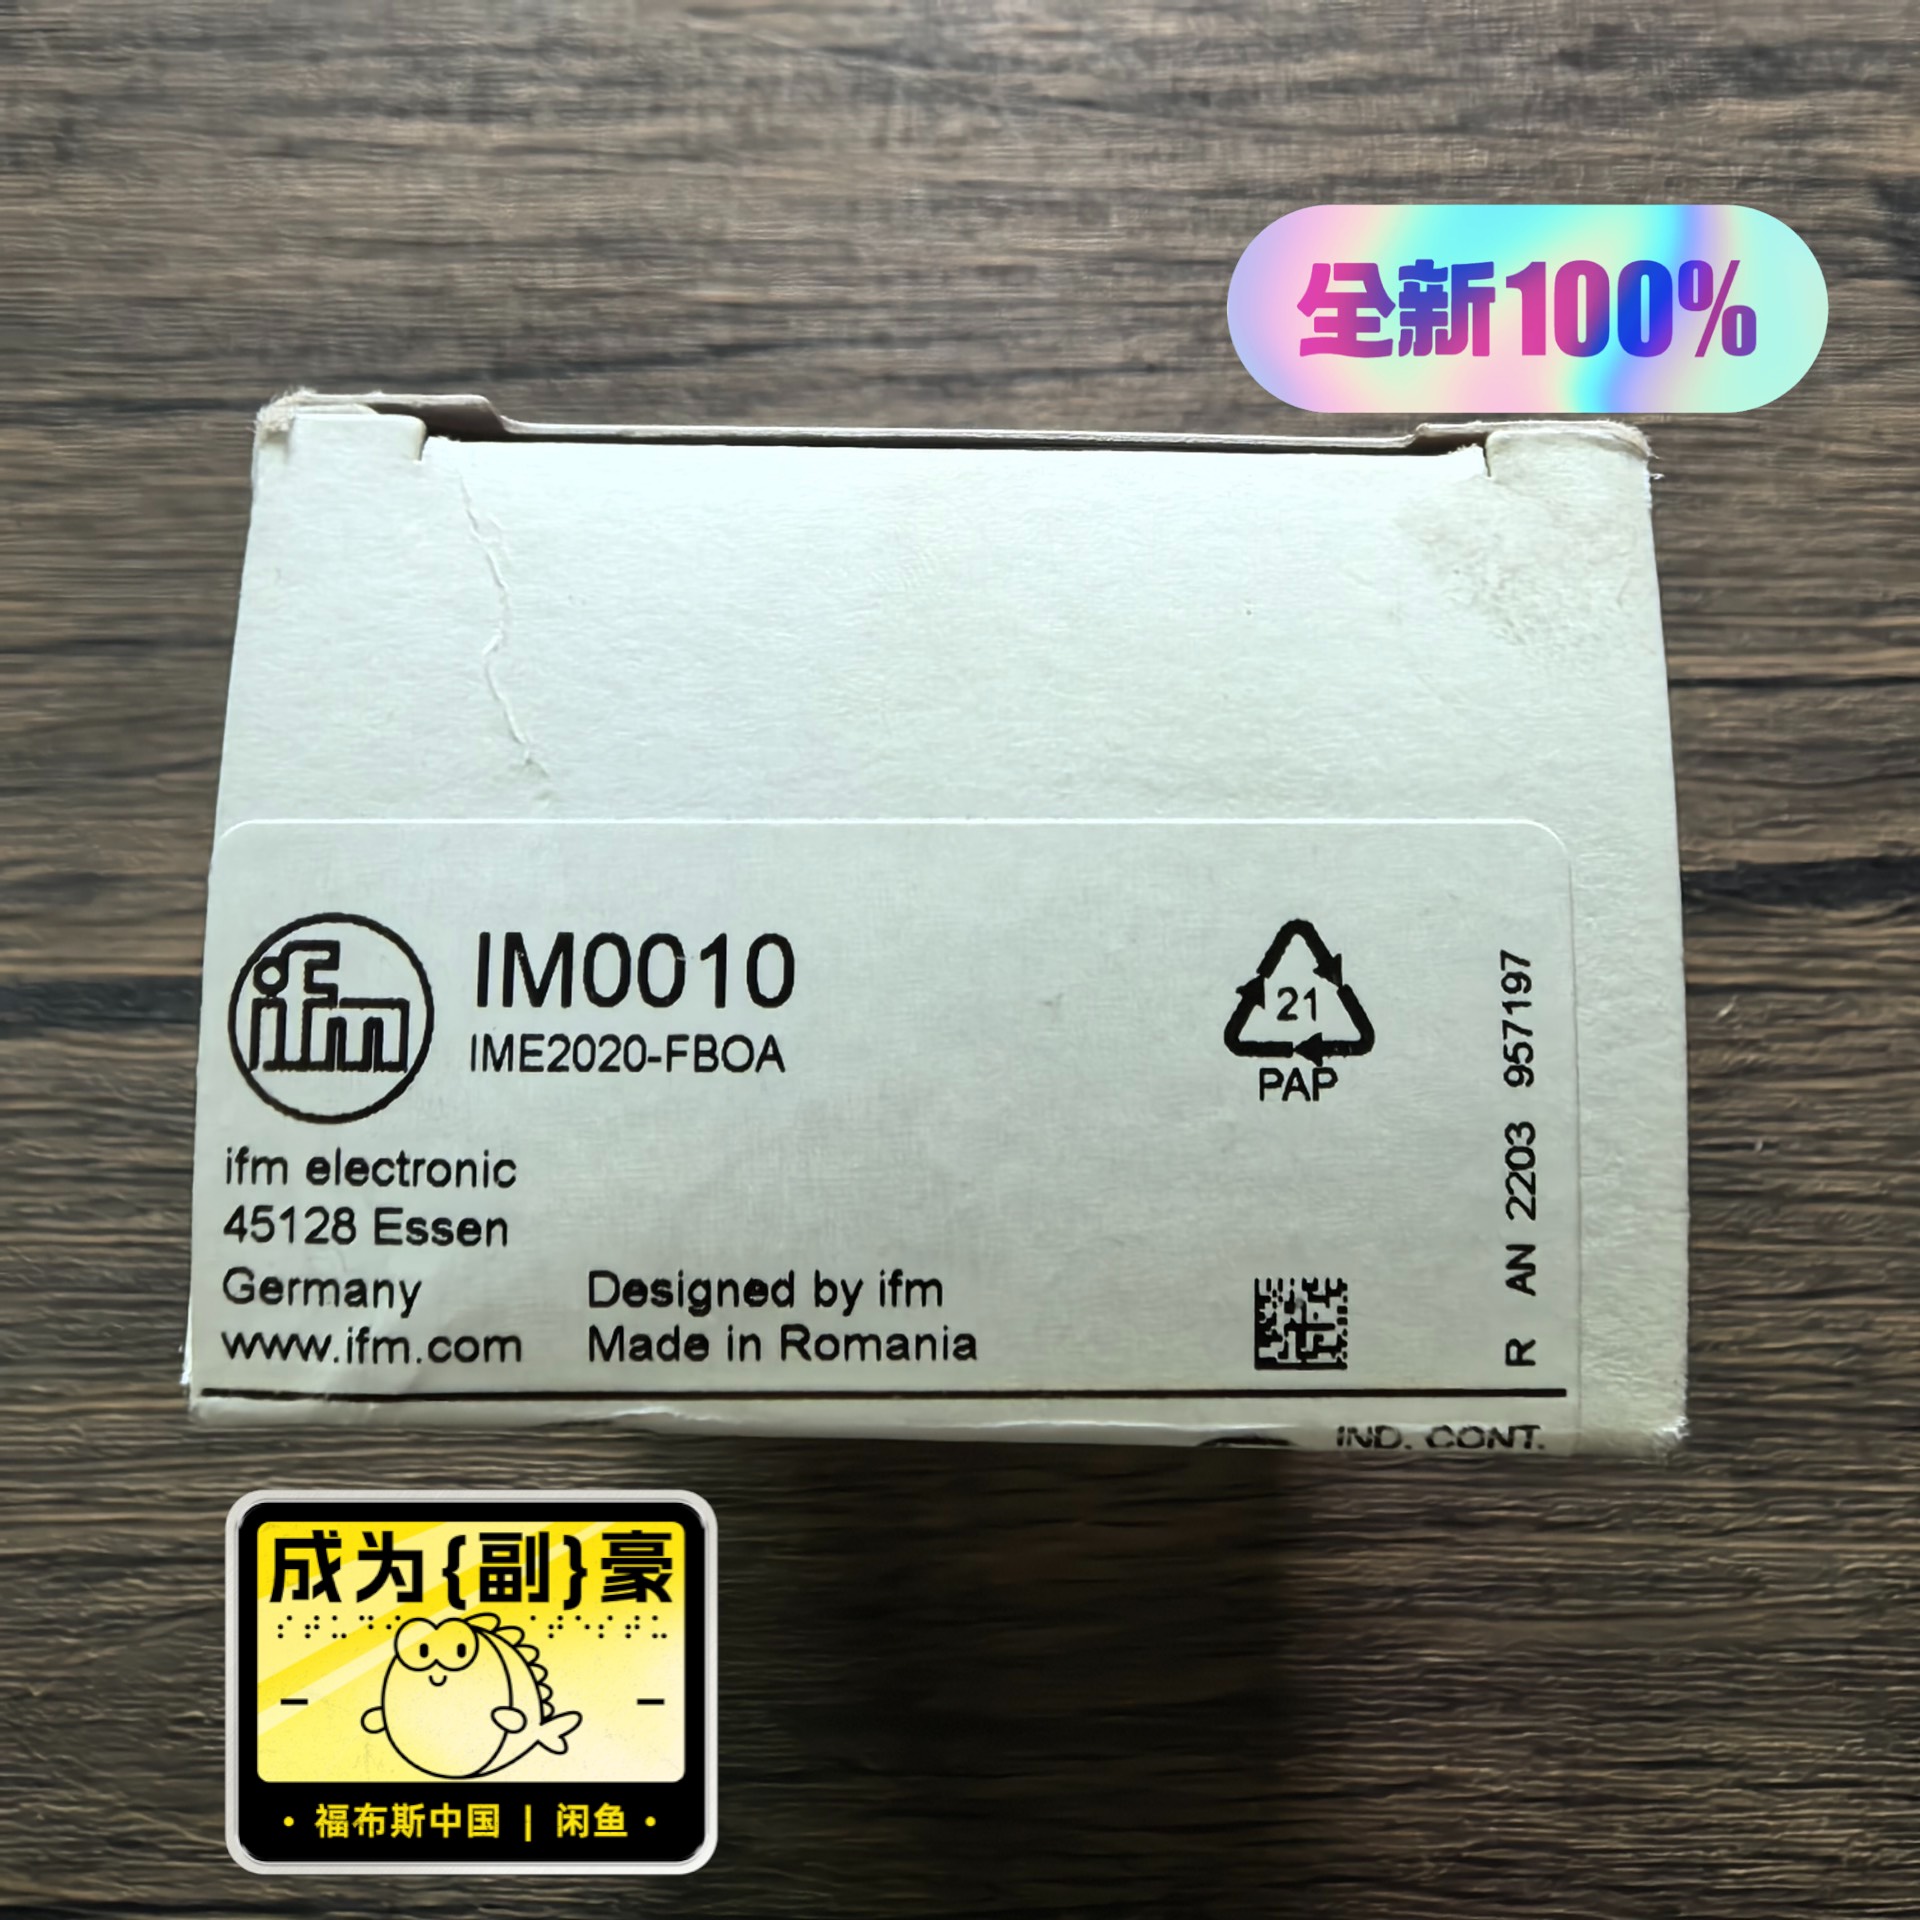 全新100%
ifm
IM0010
IME2020-FBOA
21
PAP
ifm electronic
45128 Essen
Germany
www.ifm.com
Designed by ifm
Made in Romania
R AN 2203 957197
IND. CONT.
成为{副}豪
• 福布斯中国 | 闲鱼 •